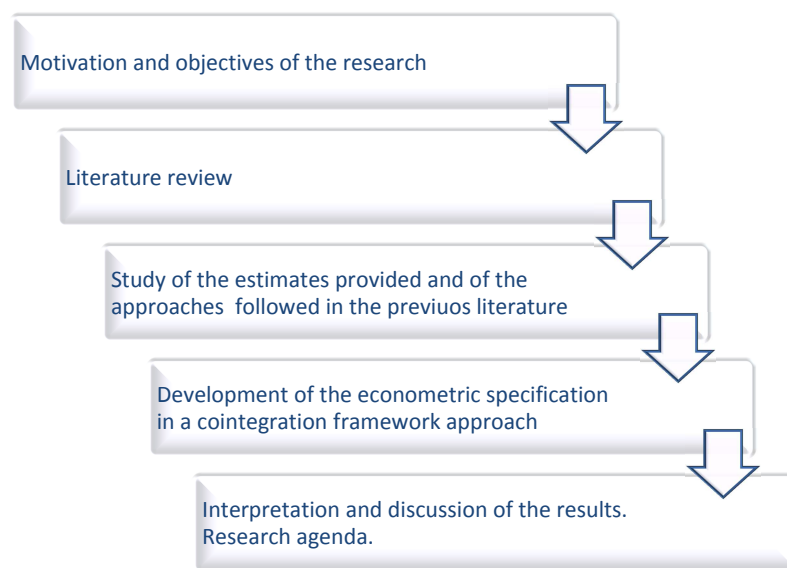 Motivation and objectives of the research
Literature review
Study of the estimates provided and of the
approaches  followed in the previuos literature
Development of the econometric specification
in a cointegration framework approach
Interpretation and discussion of the results.
Research agenda.